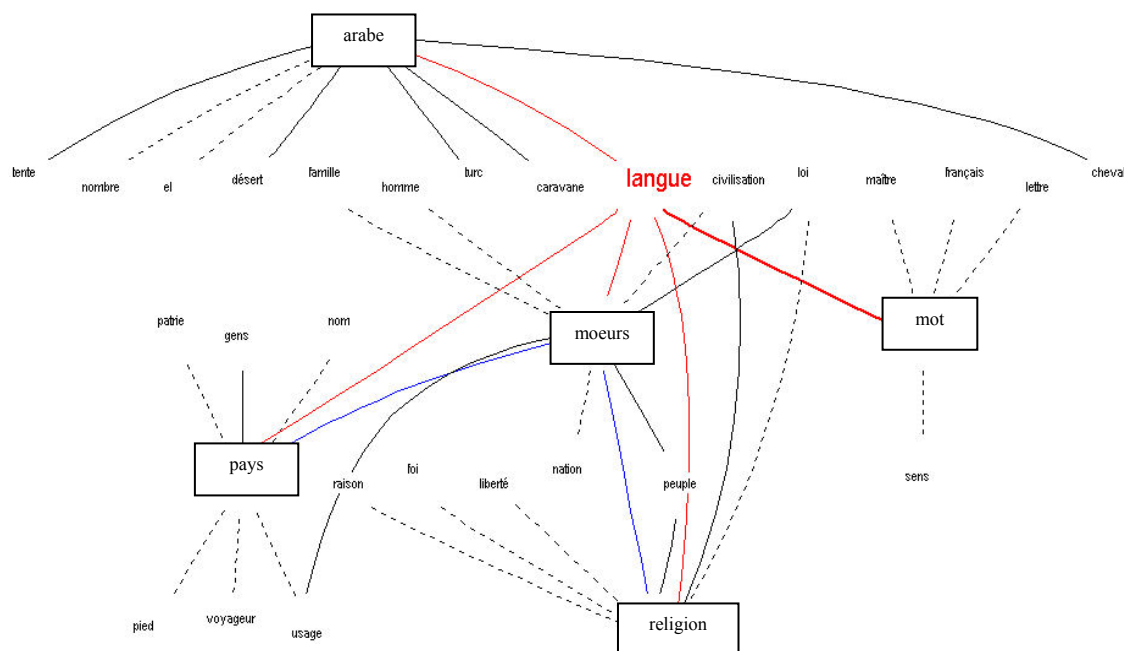 arabe
tente
nombre
el
désert
famille
homme
turc
caravane
langue
civilisation
loi
maître
français
lettre
cheval
patrie
gens
nom
moeurs
mot
pays
raison
foi
liberté
nation
peuple
sens
pied
voyageur
usage
religion